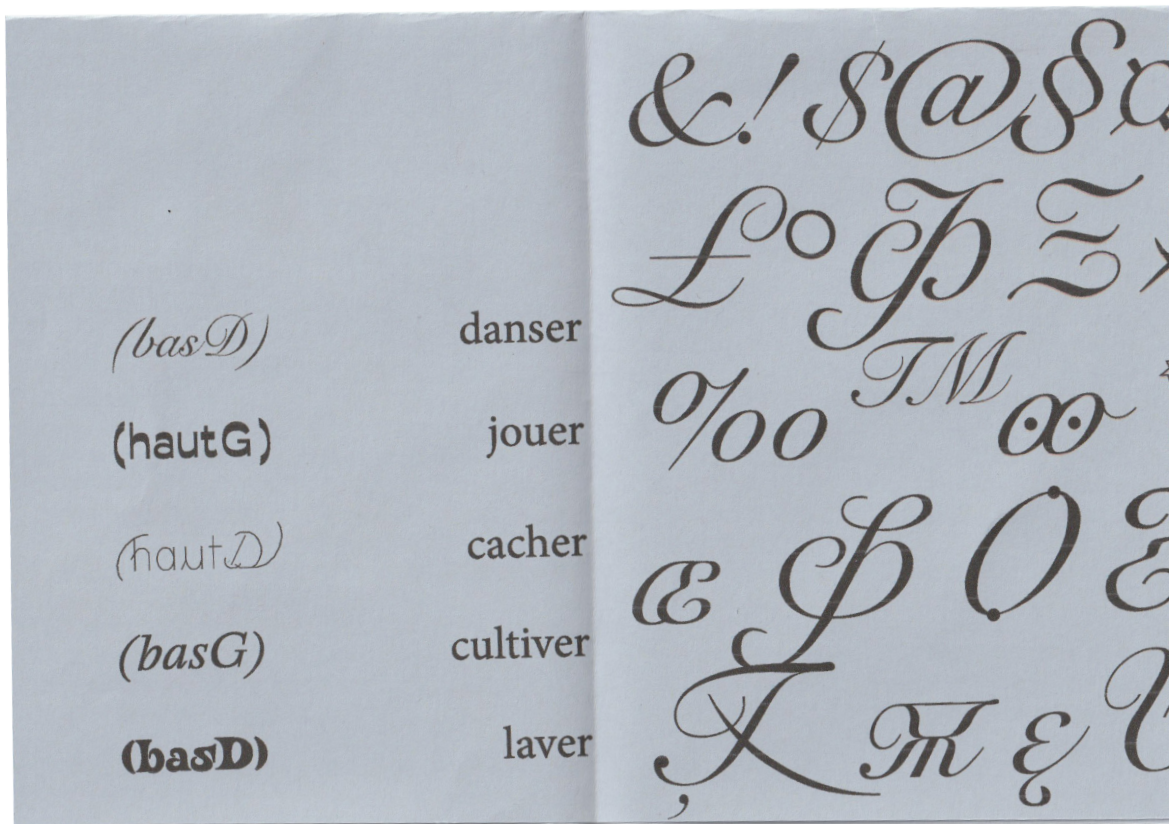 (basD) danser
(hautG) jouer
(hautD) cacher
(basG) cultiver
(basD) laver
&!$@§
£° Ξ
‰™